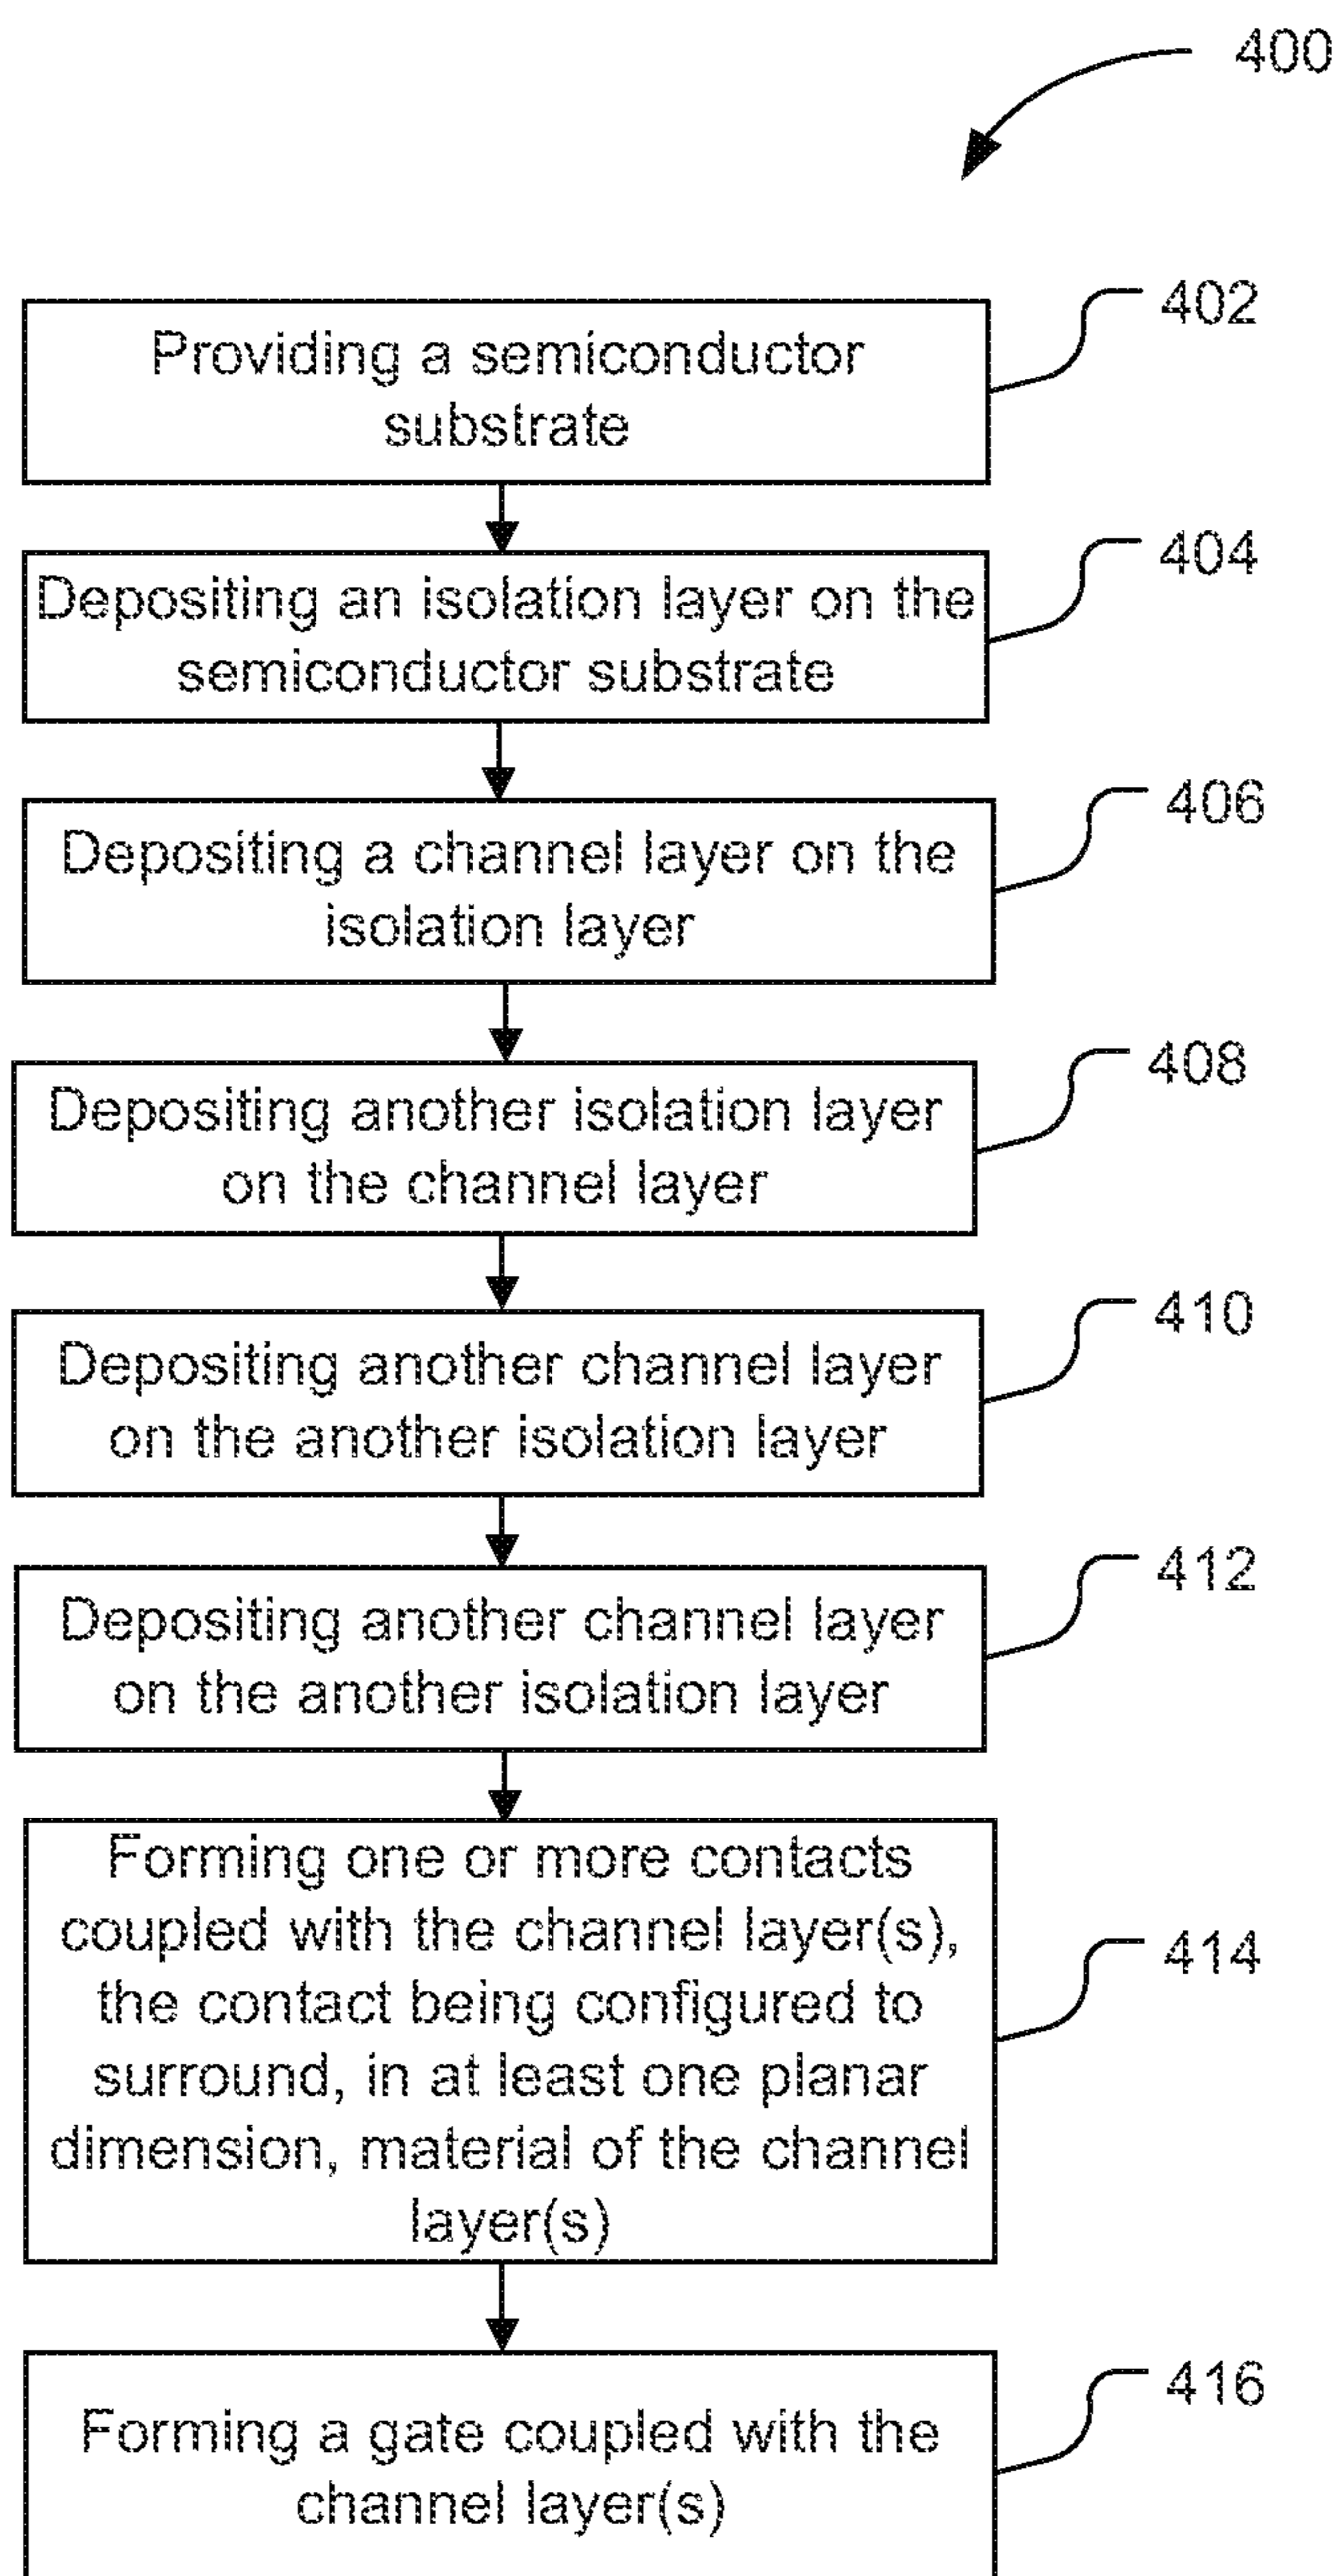 400
402
Providing a semiconductor
substrate
404
Depositing an isolation layer on the
semiconductor substrate
406
Depositing a channel layer on the
isolation layer
408
Depositing another isolation layer
on the channel layer
410
Depositing another channel layer
on the another isolation layer
412
Depositing another channel layer
on the another isolation layer
Forming one or more contacts
coupled with the channel layer(s),
414
the contact being configured to
surround, in at least one planar
dimension, material of the channel
layer(s)
416
Forming a gate coupled with the
channel layer(s)